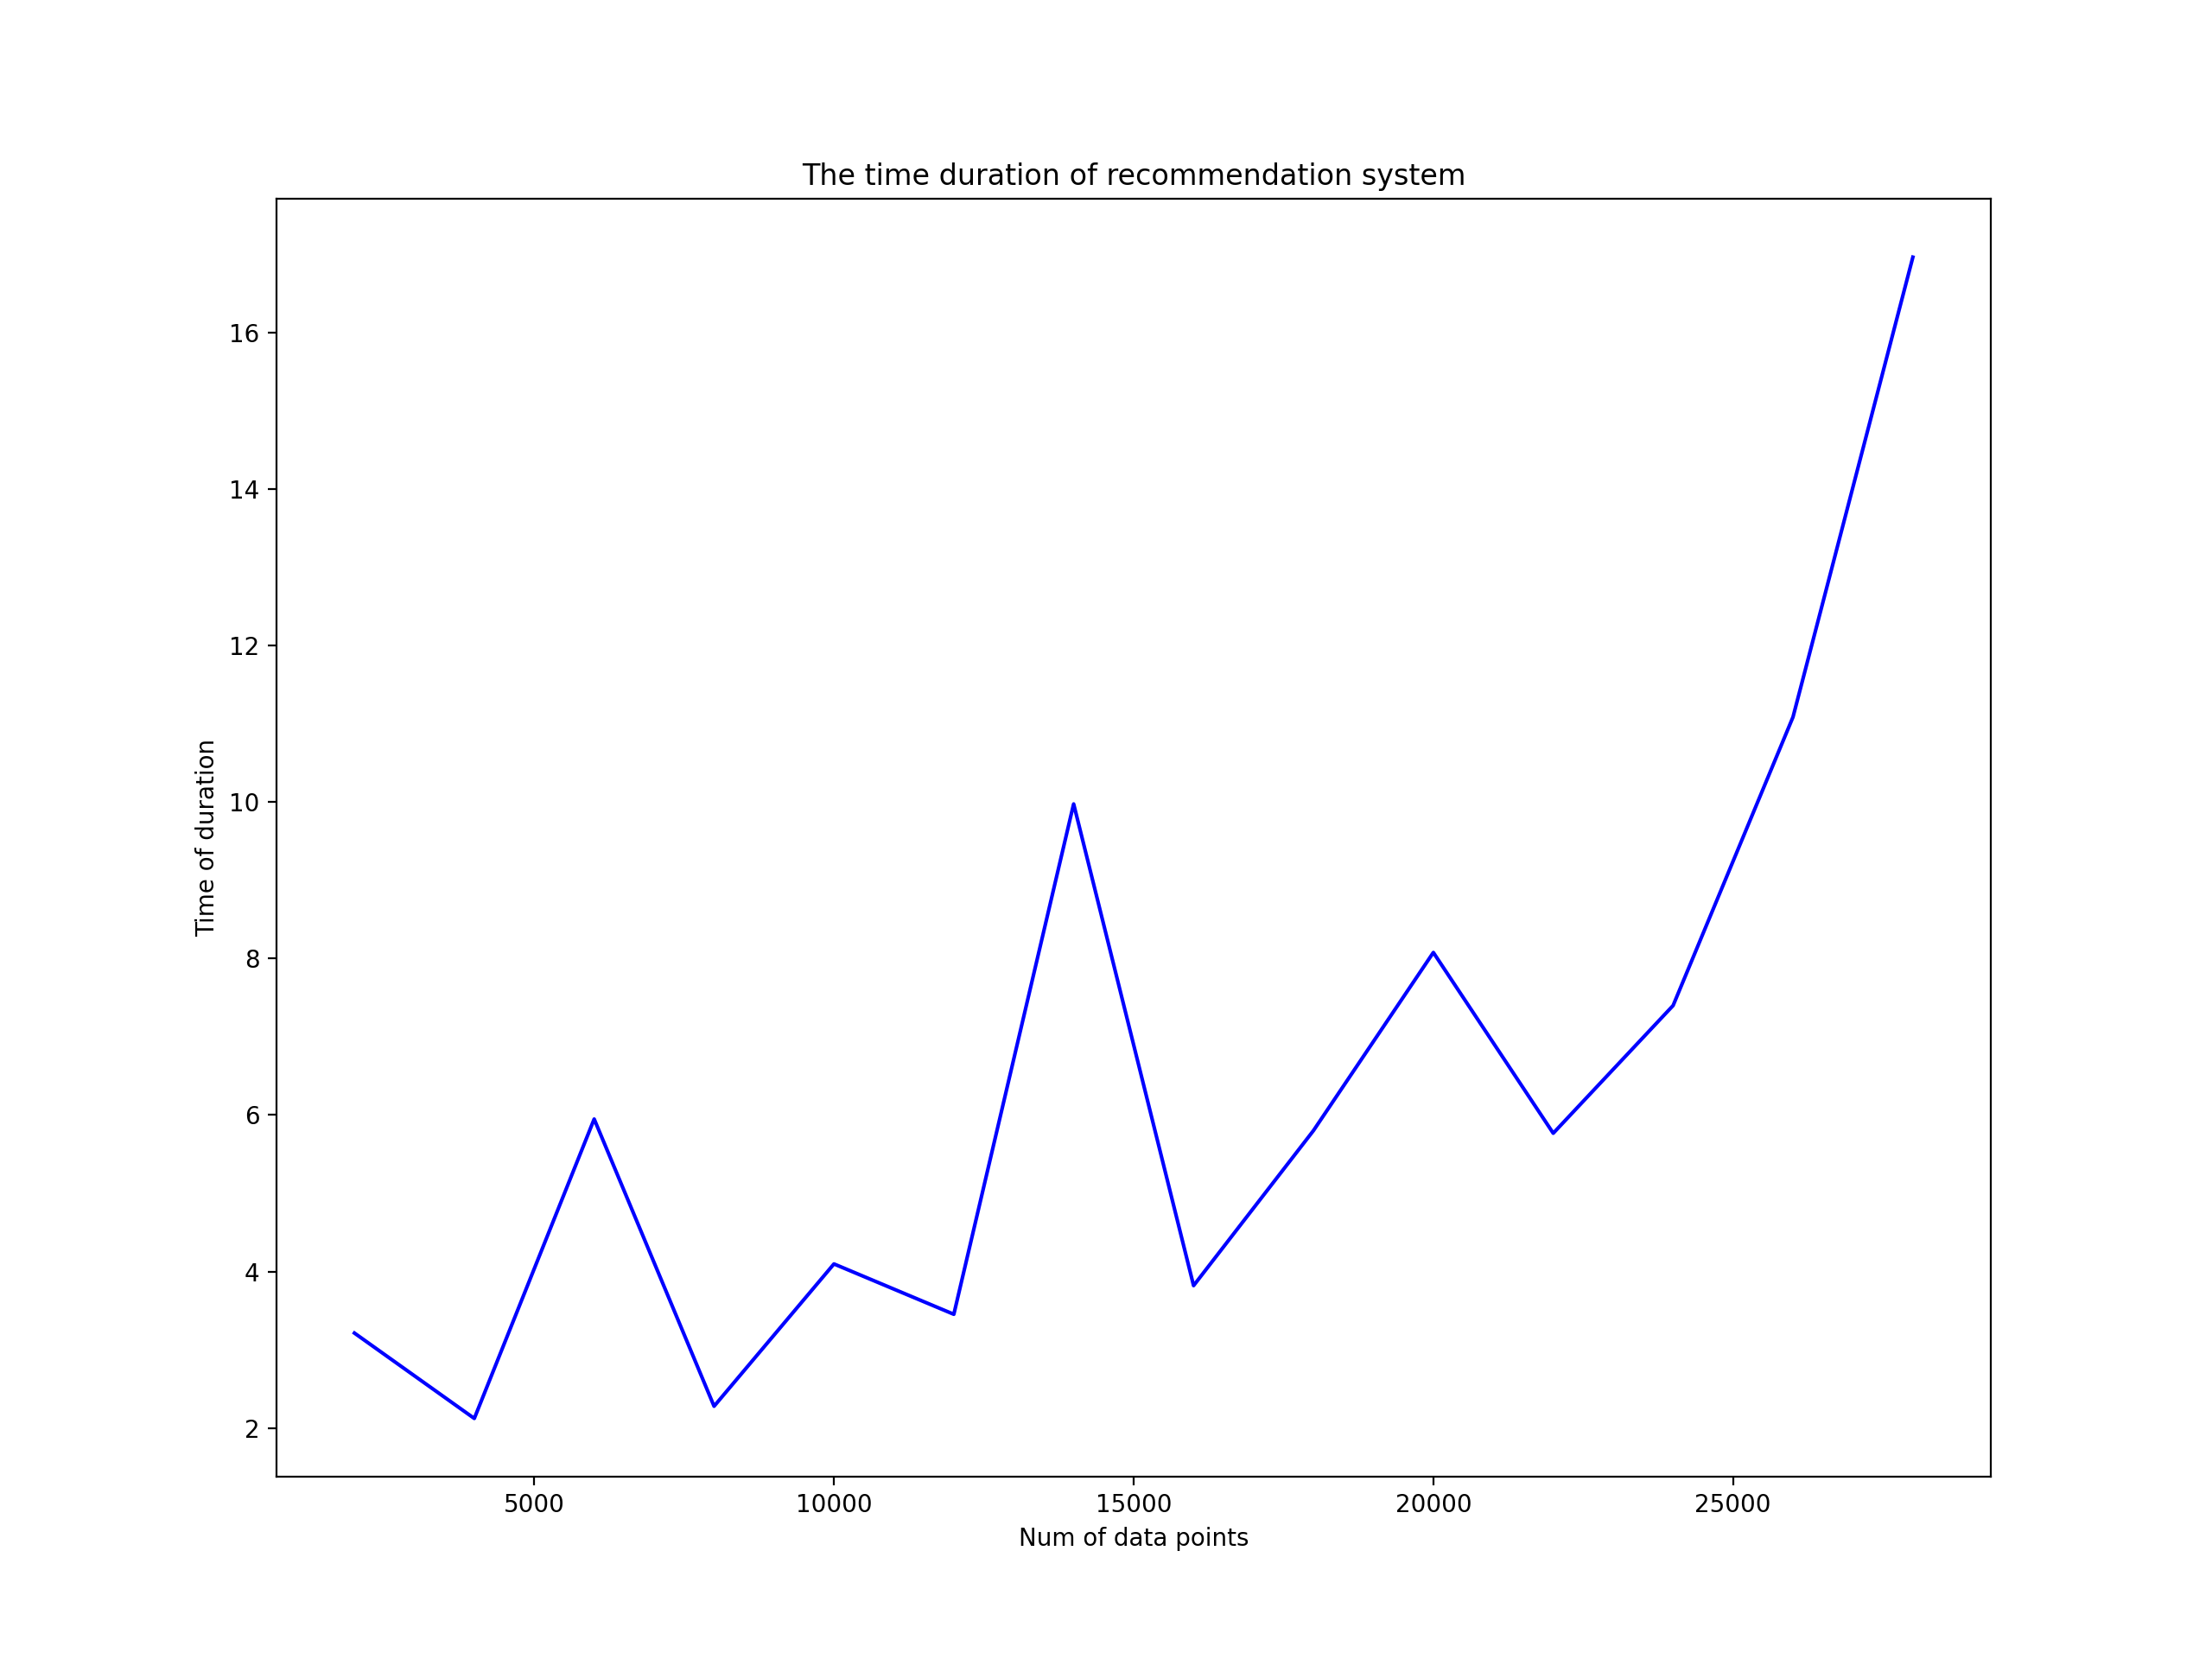 The time duration of recommendation system
16
14
12
10
8
6
4
2
Time of duration
5000 10000 15000 20000 25000
Num of data points